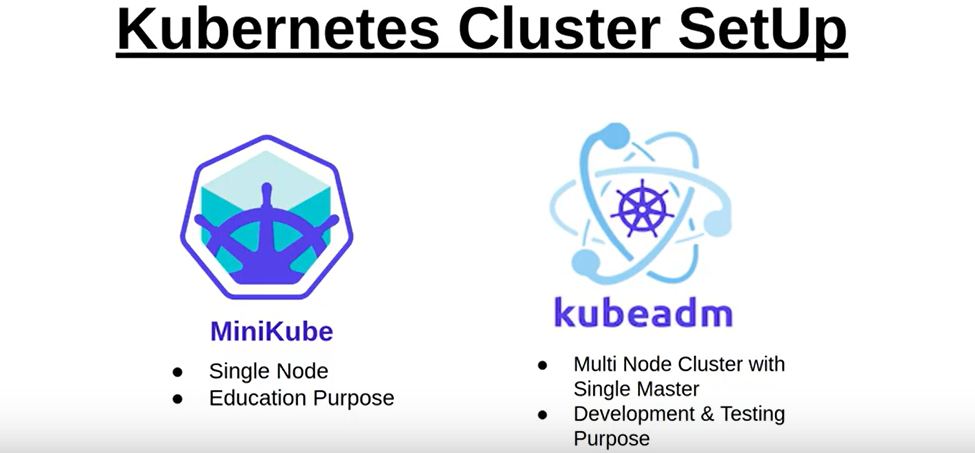 Kubernetes Cluster SetUp
MiniKube
● Single Node
● Education Purpose
kubeadm
● Multi Node Cluster with
Single Master
● Development & Testing
Purpose